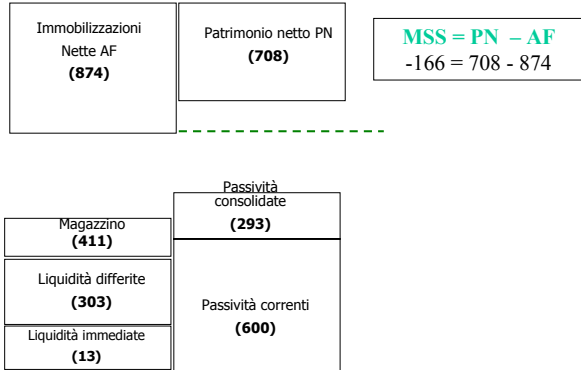 Immobilizzazioni
Nette AF
(874)
Patrimonio netto PN
(708)
MSS = PN – AF
-166 = 708 - 874
Passività
consolidate
(293)
Magazzino
(411)
Liquidità differite
(303)
Passività correnti
(600)
Liquidità immediate
(13)